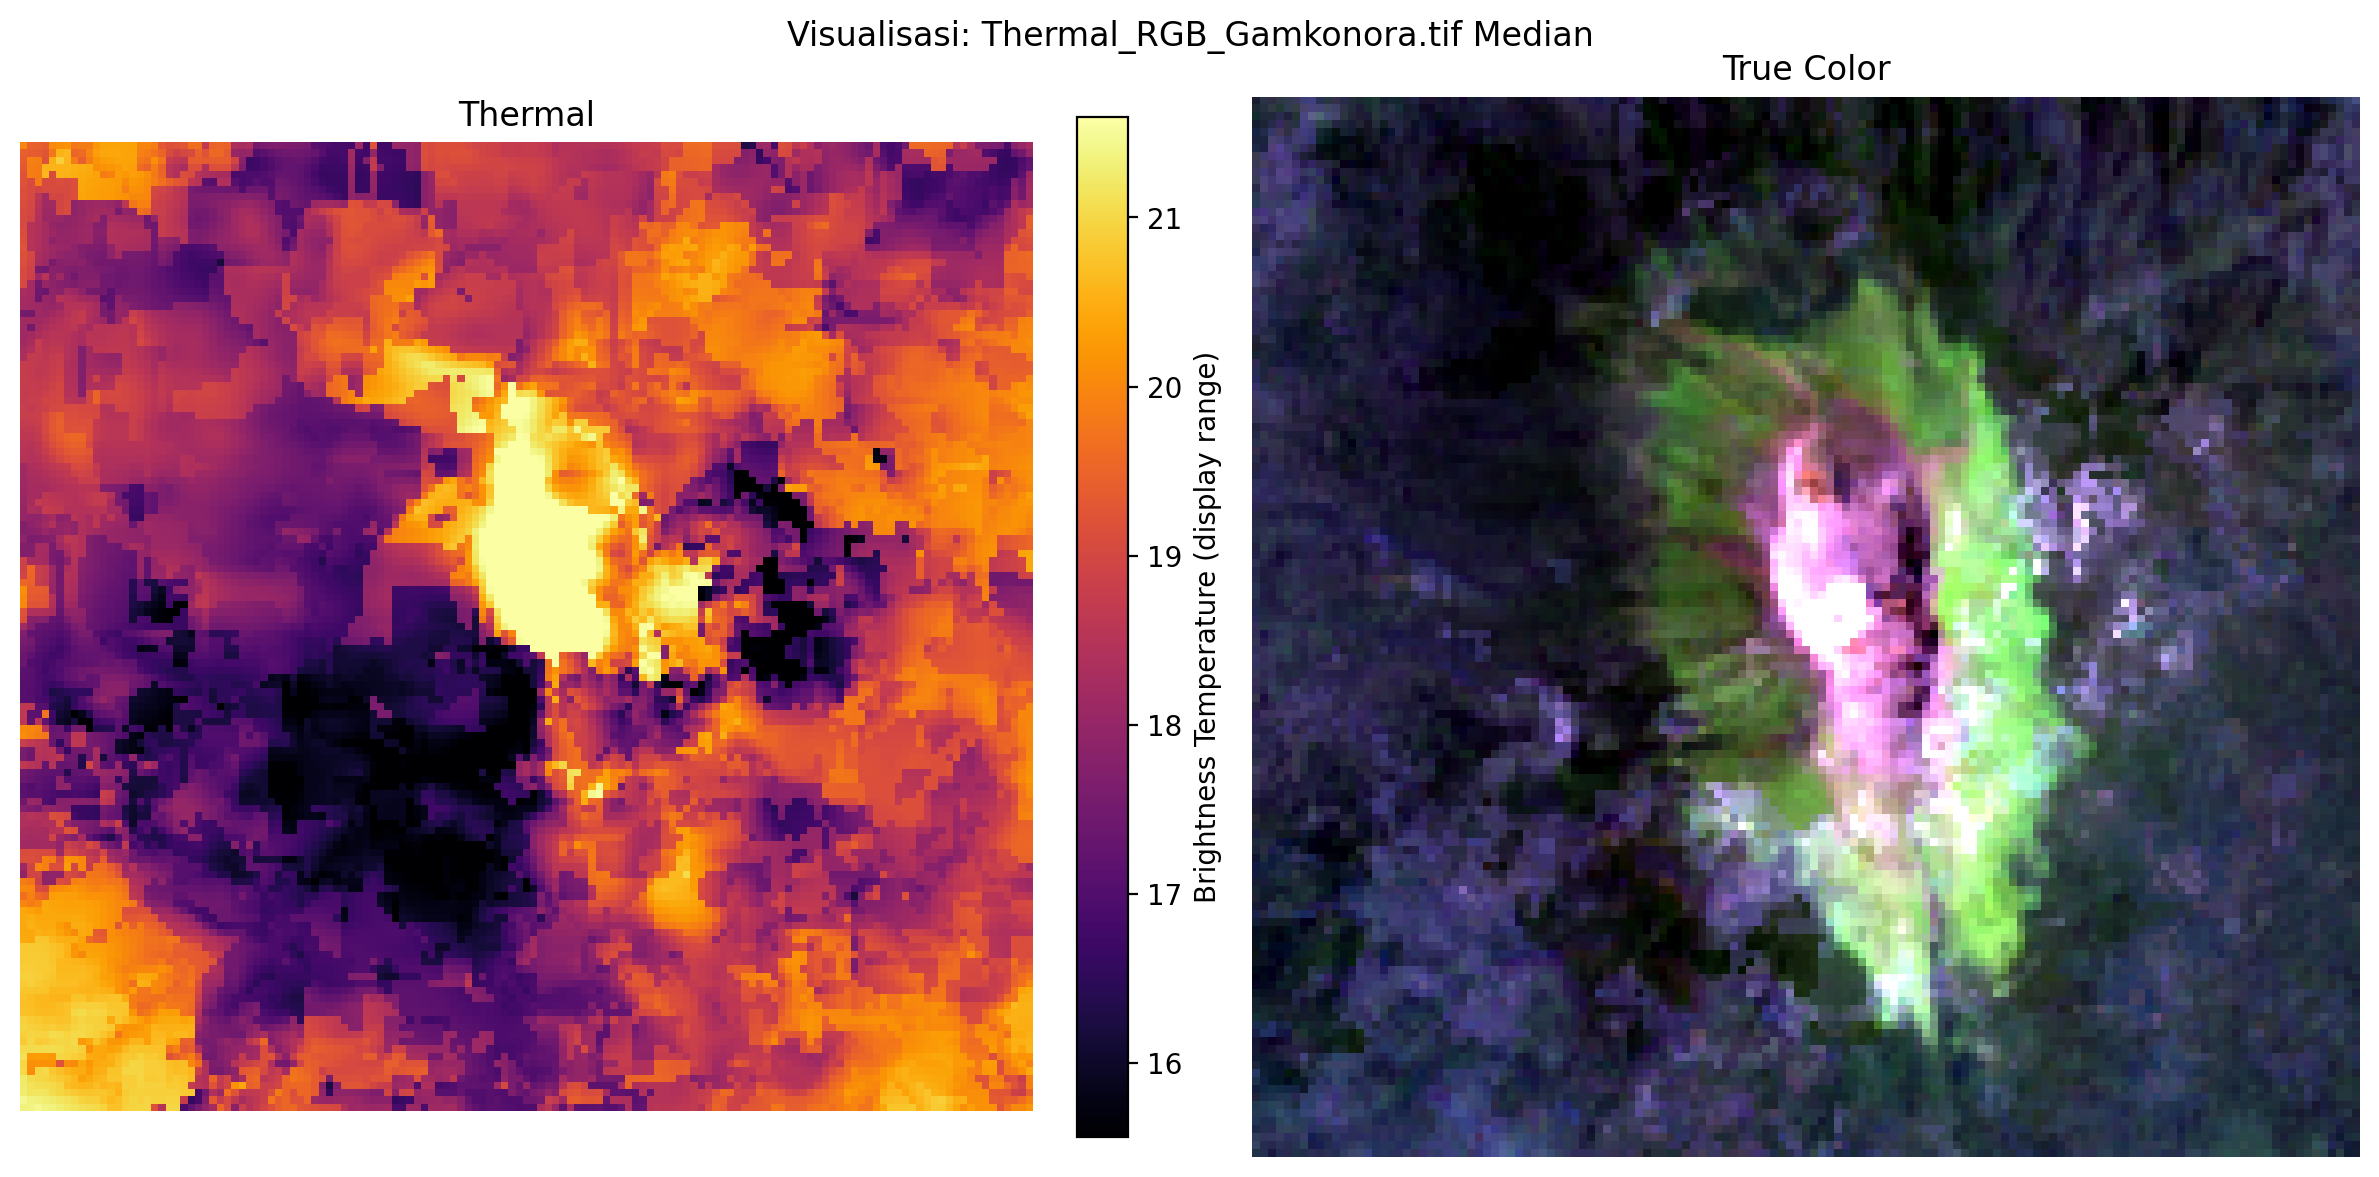 Visualisasi: Thermal_RGB_Gamkonora.tif Median
Thermal
True Color
21
20
19
18
17
16
Brightness Temperature (display range)